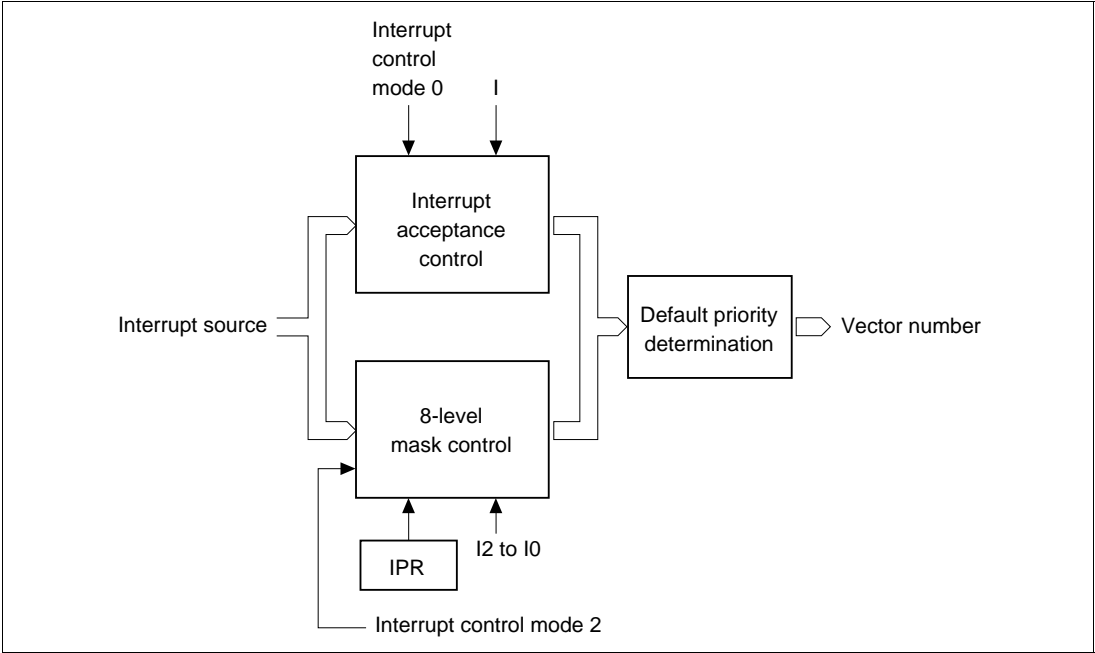 Interrupt
control
mode 0
I
Interrupt
acceptance
control
Interrupt source
Default priority
determination
Vector number
8-level
mask control
IPR
I2 to I0
Interrupt control mode 2